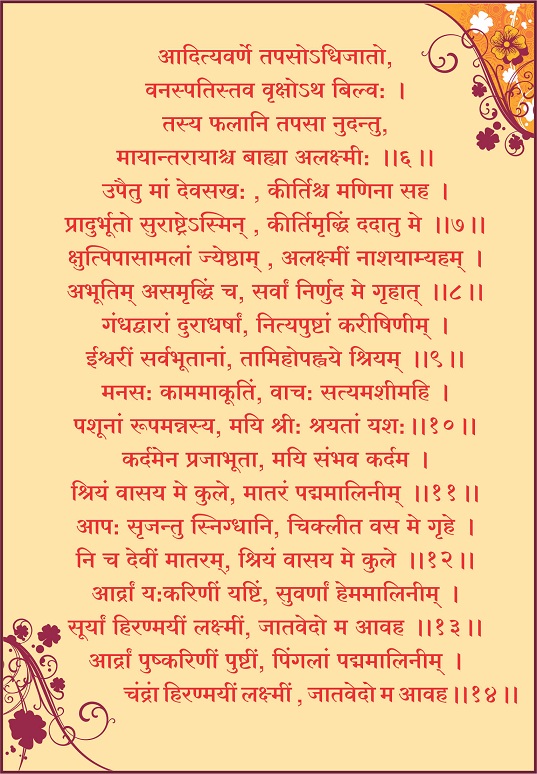 आदित्यवर्णे तपसोऽधिजातो,
वनस्पतिस्तव वृक्षोऽथ बिल्व: ।
तस्य फलानि तपसा नुदन्तु,
मायान्तरायाश्च बाह्या अलक्ष्मी: ।।६।।
उपैतु मां देवसख: , कीर्तिश्च मणिना सह ।
प्रादुर्भूतो सुराष्ट्रेऽस्मिन् , कीर्तिमृद्धिं ददातु मे ।।७।।
क्षुत्पिपासामलां ज्येष्ठाम् , अलक्ष्मीं नाशयाम्यहम् ।
अभूतिम् असमृद्धिं च, सर्वां निर्णुद मे गृहात् ।।८।।
गंधद्वारां दुराधर्षां, नित्यपुष्टां करीषिणीम् ।
ईश्वरीं सर्वभूतानां, तामिहोपह्वये श्रियम् ।।९।।
मनस: काममाकूतिं, वाच: सत्यमशीमहि ।
पशूनां रूपमन्नस्य, मयि श्री: श्रयतां यश:।।१०।।
कर्दमेन प्रजाभूता, मयि संभव कर्दम ।
श्रियं वासय मे कुले, मातरं पद्ममालिनीम् ।।११।।
आप: सृजन्तु स्निग्धानि, चिक्लीत वस मे गृहे ।
नि च देवीं मातरम्, श्रियं वासय मे कुले ।।१२।।
आर्द्रां य:करिणीं यष्टिं, सुवर्णां हेममालिनीम् ।
सूर्यां हिरण्मयीं लक्ष्मीं, जातवेदो म आवह ।।१३।।
आर्द्रां पुष्करिणीं पुष्टीं, पिंगलां पद्ममालिनीम् ।
चंद्रां हिरण्मयीं लक्ष्मीं , जातवेदो म आवह।।१४।।